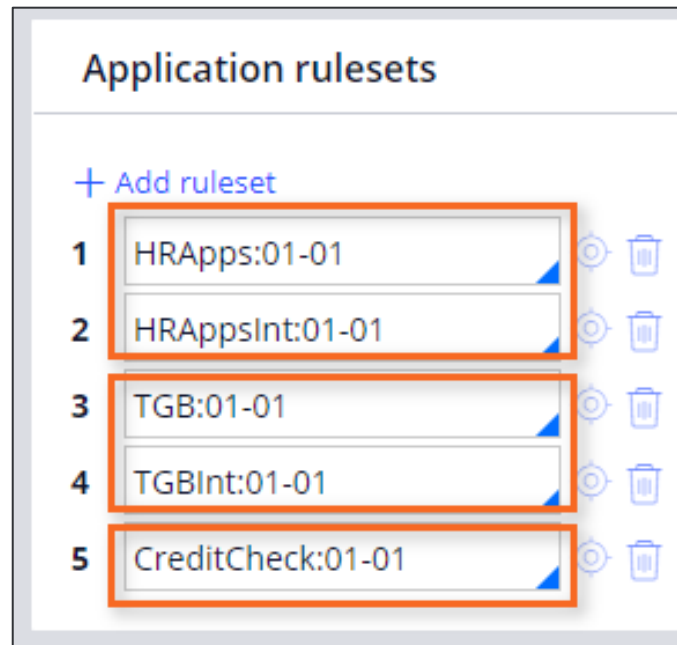 Application rulesets
+ Add ruleset
1 HRApps:01-01
2 HRAppsInt:01-01
3 TGB:01-01
4 TGBInt:01-01
5 CreditCheck:01-01